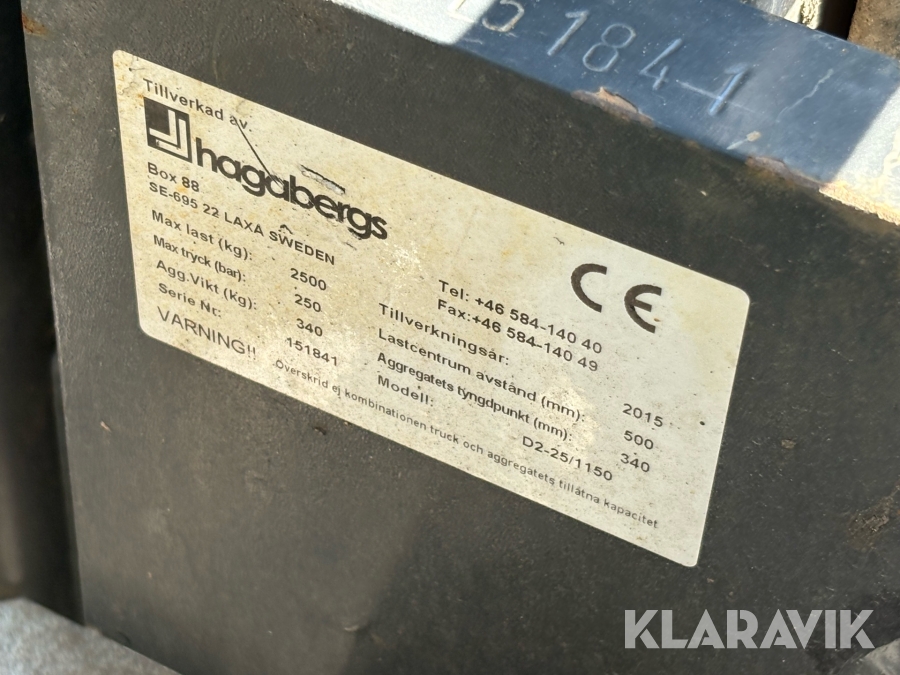 151841
Tillverkad av:
hagabergs
Box 88
SE-695 22 LAXA SWEDEN
Tel: +46 584-140 40
Fax:+46 584-140 49
CE
Max last (kg): 2500
Max tryck (bar): 250
Agg.Vikt (kg): 340
Serie Nr: 151841
Tillverkningsår: 2015
Lastcentrum avstånd (mm): 500
Aggregatets tyngdpunkt (mm): 340
Modell: D2-25/1150
VARNING!! Överskrid ej kombinationen truck och aggregatets tillåtna kapacitet
KLARAVIK